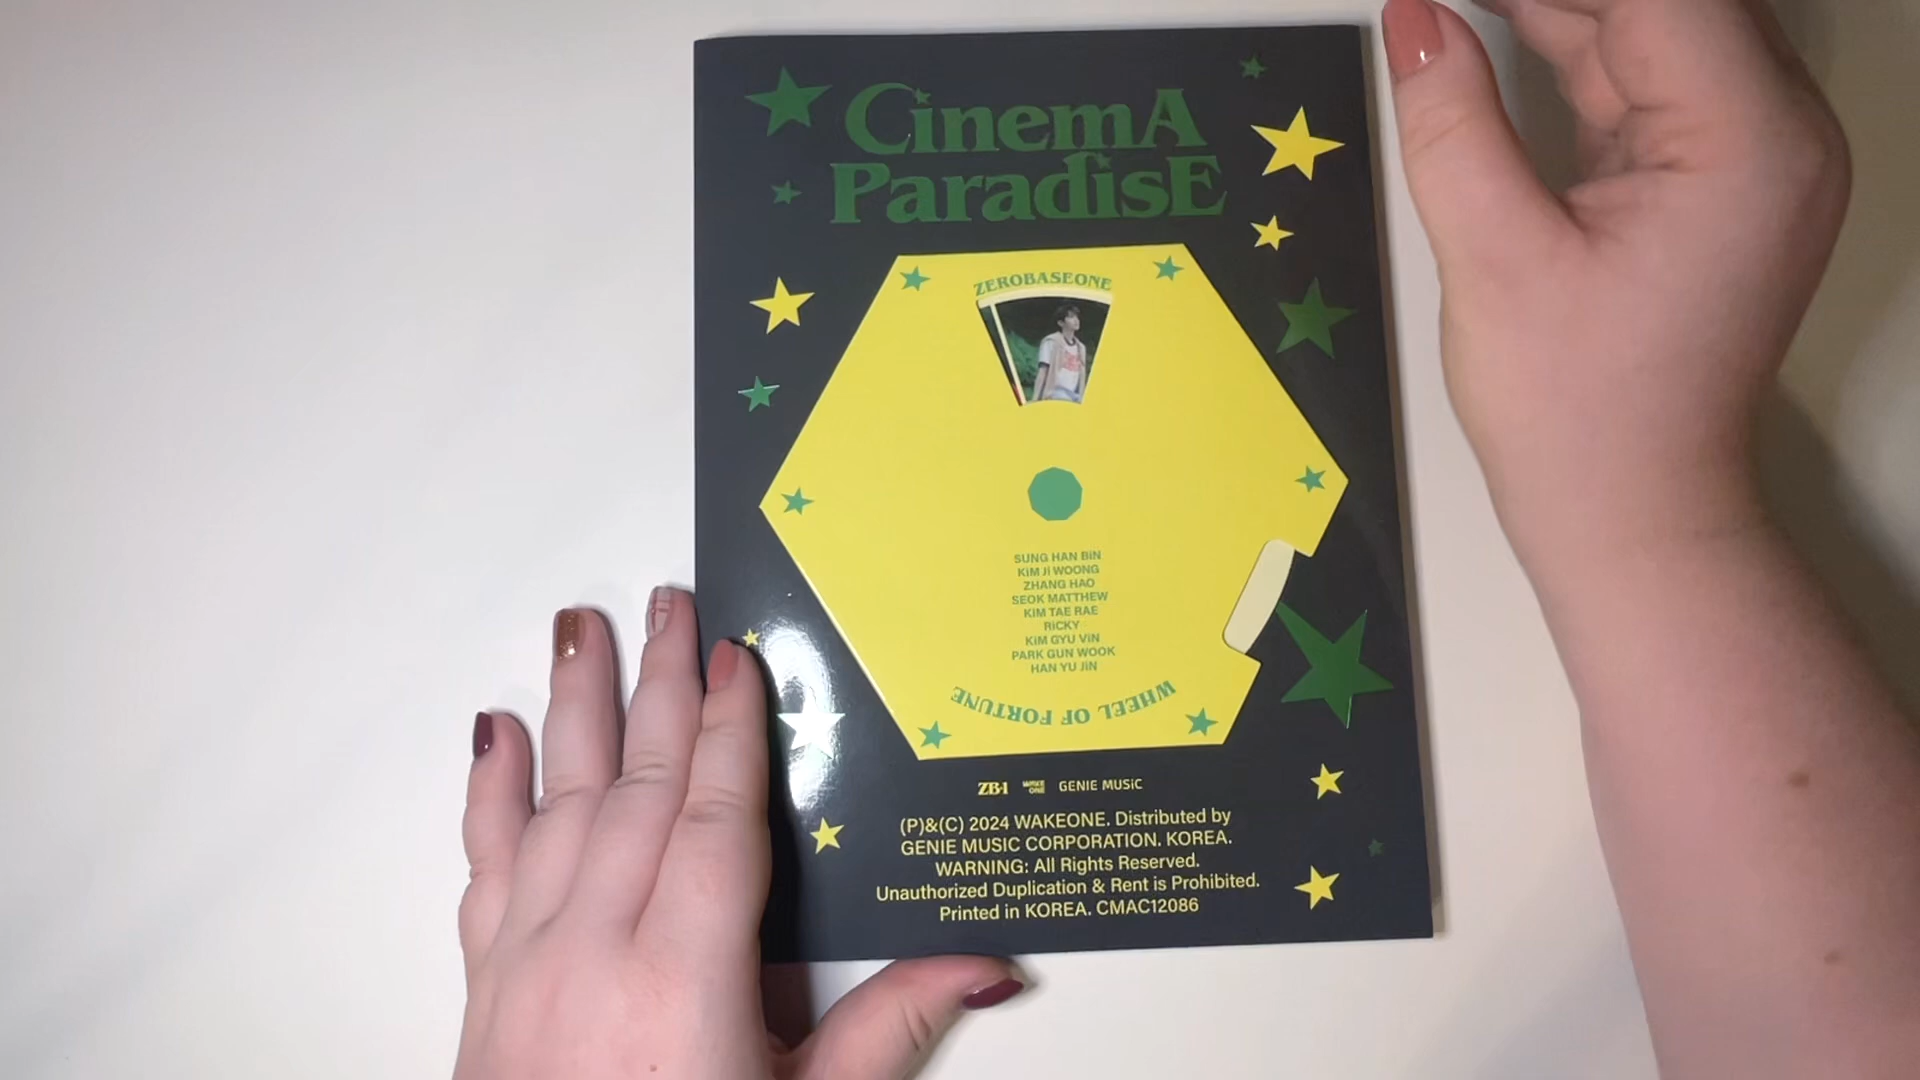 CinemA
ParadisE
ZEROBASEONE
SUNG HAN BiN
KiM Ji WOONG
ZHANG HAO
SEOK MATTHEW
KiM TAE RAE
RiCKY
KiM GYU ViN
PARK GUN WOOK
HAN YU JiN
WHEEL OF FORTUNE
ZB1 WAKE ONE GENIE MUSiC
(P)&(C) 2024 WAKEONE. Distributed by
GENIE MUSIC CORPORATION. KOREA.
WARNING: All Rights Reserved.
Unauthorized Duplication & Rent is Prohibited.
Printed in KOREA. CMAC12086